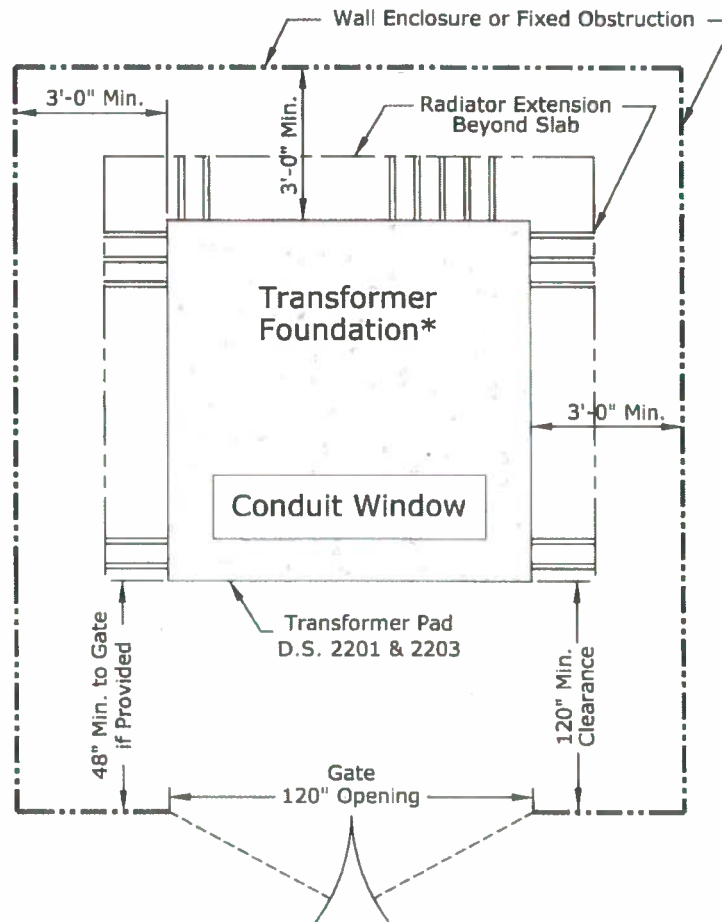 Wall Enclosure or Fixed Obstruction
3'-0" Min.
3'-0" Min.
Radiator Extension
Beyond Slab
Transformer
Foundation*
3'-0" Min.
Conduit Window
Transformer Pad
D.S. 2201 & 2203
48" Min. to Gate
if Provided
120" Min.
Clearance
Gate
120" Opening